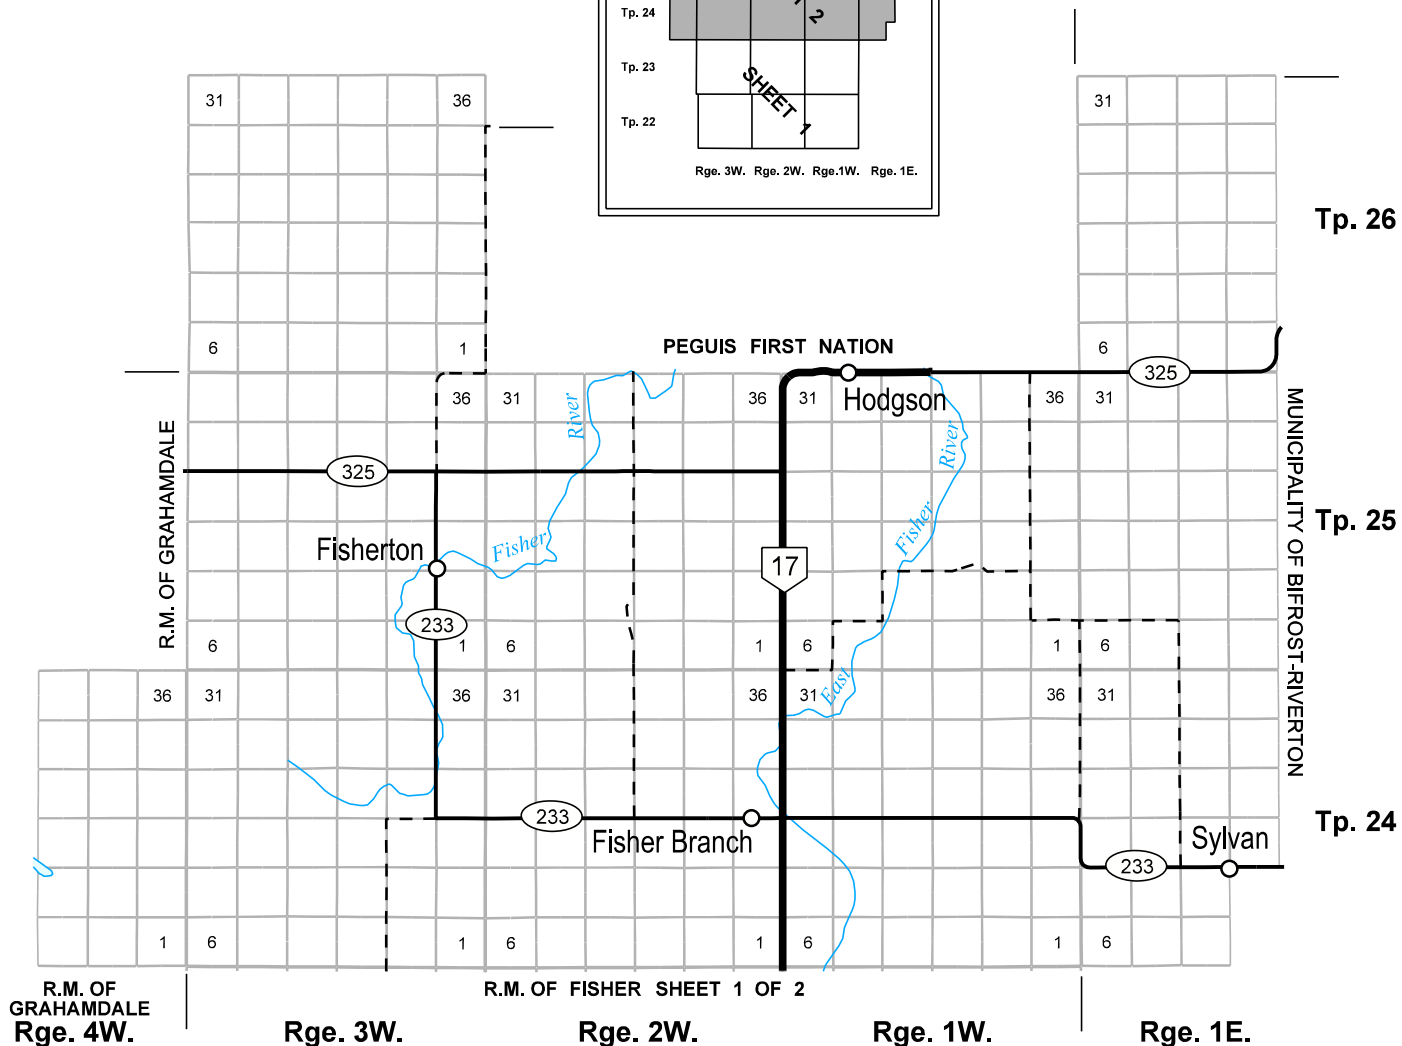 Tp. 24
2
Tp. 23
SHEET 1
Tp. 22
Rge. 3W. Rge. 2W. Rge.1W. Rge. 1E.
31 36 31
Tp. 26
6 1 PEGUIS FIRST NATION 6
325
36 31 36 31 Hodgson 36 31
River
River
325
R.M. OF GRAHAMDALE
MUNICIPALITY OF BIFROST-RIVERTON
Tp. 25
Fisherton Fisher Fisher
17
233
6 1 6 1 6 1 6
36 31 36 31 36 31 East 36 31
233
Tp. 24
Fisher Branch Sylvan
233
1 6 1 6 1 6 1 6
R.M. OF
GRAHAMDALE
R.M. OF FISHER SHEET 1 OF 2
Rge. 4W. Rge. 3W. Rge. 2W. Rge. 1W. Rge. 1E.